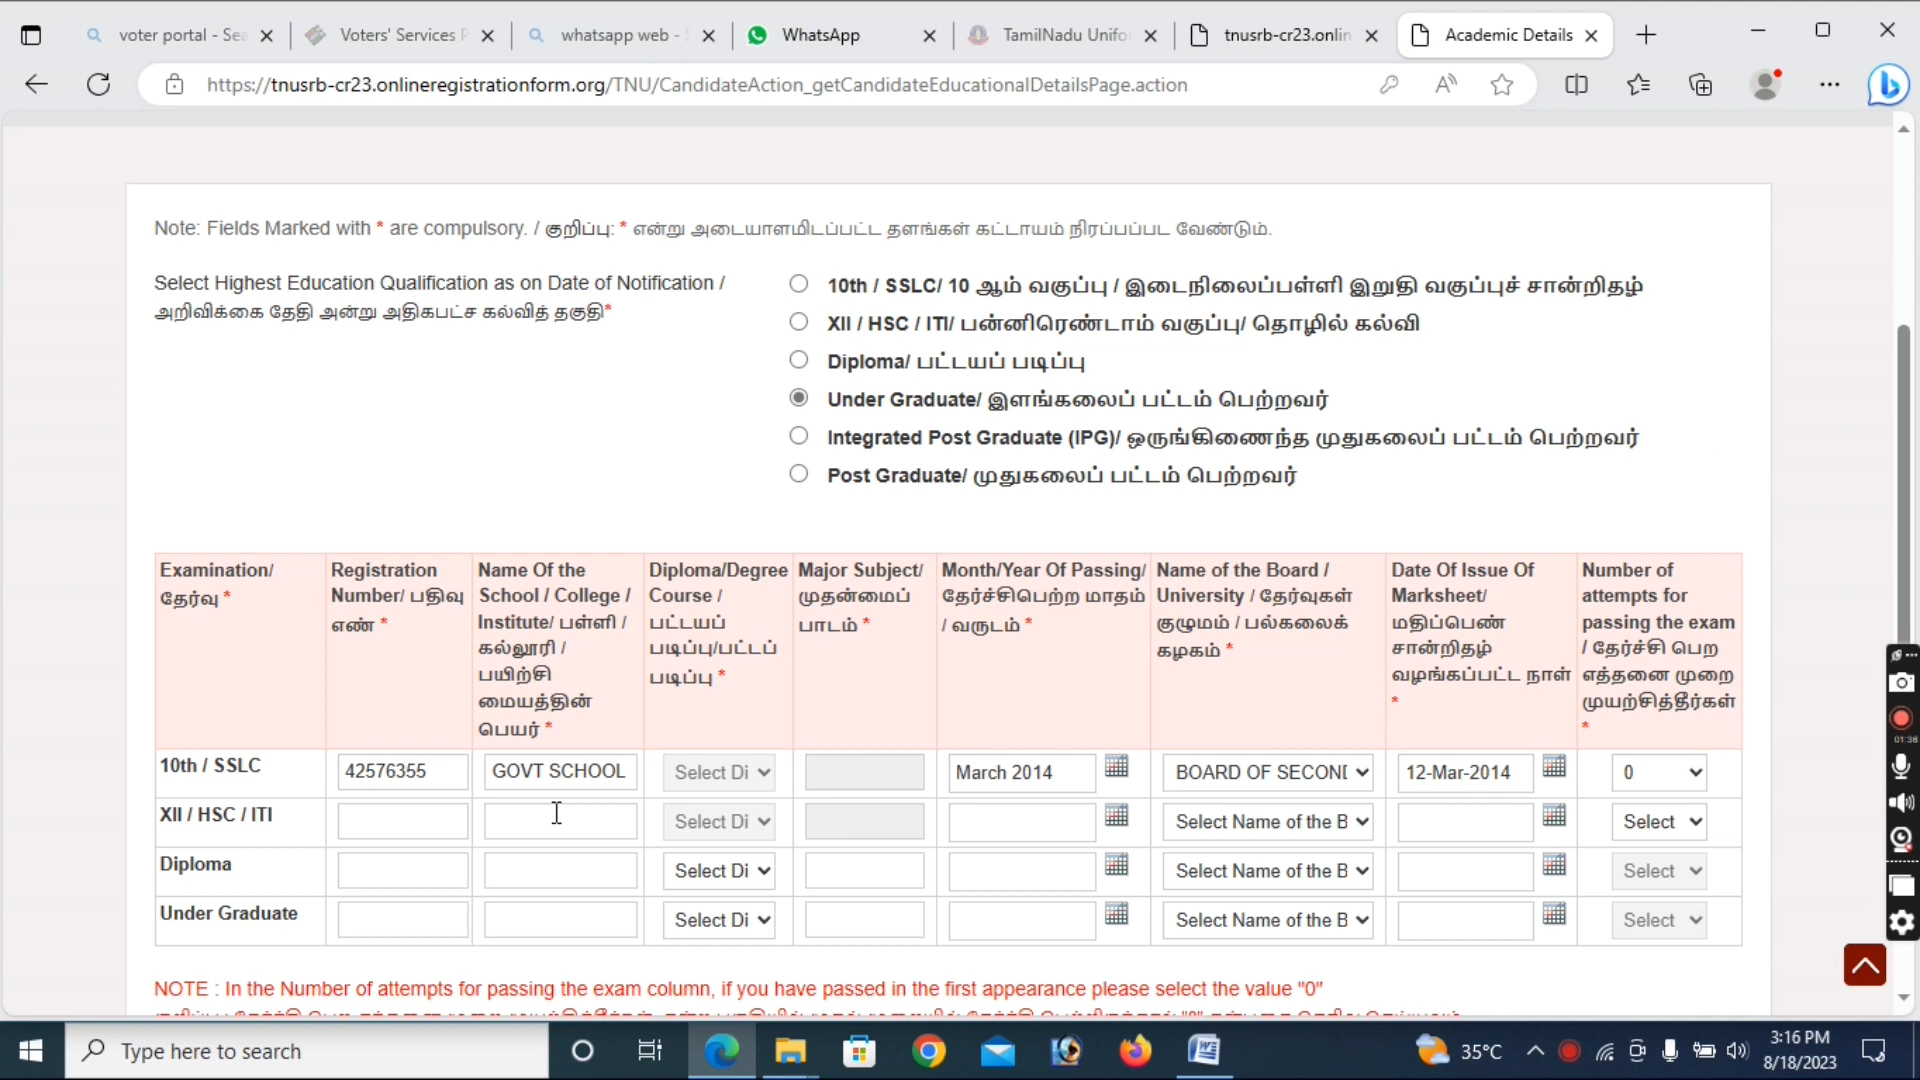 voter portal - Sea
Voters' Services P
whatsapp web - S
WhatsApp
TamilNadu Unifo
tnusrb-cr23.onlin
Academic Details
https://tnusrb-cr23.onlineregistrationform.org/TNU/CandidateAction_getCandidateEducationalDetailsPage.action
Note: Fields Marked with * are compulsory. / குறிப்பு: * என்று அடையாளமிடப்பட்ட தளங்கள் கட்டாயம் நிரப்பப்பட வேண்டும்.
Select Highest Education Qualification as on Date of Notification /
அறிவிக்கை தேதி அன்று அதிகபட்ச கல்வித் தகுதி*
10th / SSLC/ 10 ஆம் வகுப்பு / இடைநிலைப்பள்ளி இறுதி வகுப்புச் சான்றிதழ்
XII / HSC / ITI/ பன்னிரெண்டாம் வகுப்பு/ தொழில் கல்வி
Diploma/ பட்டயப் படிப்பு
Under Graduate/ இளங்கலைப் பட்டம் பெற்றவர்
Integrated Post Graduate (IPG)/ ஒருங்கிணைந்த முதுகலைப் பட்டம் பெற்றவர்
Post Graduate/ முதுகலைப் பட்டம் பெற்றவர்
Examination/
தேர்வு *
Registration
Number/ பதிவு
எண் *
Name Of the
School / College /
Institute/ பள்ளி /
கல்லூரி /
பயிற்சி
மையத்தின்
பெயர் *
Diploma/Degree
Course /
பட்டயப்
படிப்பு/பட்டப்
படிப்பு *
Major Subject/
முதன்மைப்
பாடம் *
Month/Year Of Passing/
தேர்ச்சிபெற்ற மாதம்
/ வருடம் *
Name of the Board /
University / தேர்வுகள்
குழுமம் / பல்கலைக்
கழகம் *
Date Of Issue Of
Marksheet/
மதிப்பெண்
சான்றிதழ்
வழங்கப்பட்ட நாள்
*
Number of
attempts for
passing the exam
/ தேர்ச்சி பெற
எத்தனை முறை
முயற்சித்தீர்கள்
*
10th / SSLC 42576355 GOVT SCHOOL Select Di March 2014 BOARD OF SECOND 12-Mar-2014 0
XII / HSC / ITI Select Di Select Name of the B Select
Diploma Select Di Select Name of the B Select
Under Graduate Select Di Select Name of the B Select
NOTE : In the Number of attempts for passing the exam column, if you have passed in the first appearance please select the value "0"
01:36
Type here to search
35°C
3:16 PM
8/18/2023